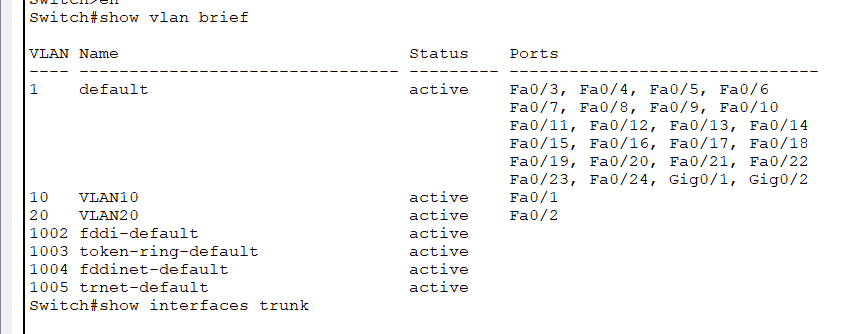 Switch>en
Switch#show vlan brief
VLAN Name Status Ports
---- -------------------------------- --------- -------------------------------
1 default active Fa0/3, Fa0/4, Fa0/5, Fa0/6
Fa0/7, Fa0/8, Fa0/9, Fa0/10
Fa0/11, Fa0/12, Fa0/13, Fa0/14
Fa0/15, Fa0/16, Fa0/17, Fa0/18
Fa0/19, Fa0/20, Fa0/21, Fa0/22
Fa0/23, Fa0/24, Gig0/1, Gig0/2
10 VLAN10 active Fa0/1
20 VLAN20 active Fa0/2
1002 fddi-default active
1003 token-ring-default active
1004 fddinet-default active
1005 trnet-default active
Switch#show interfaces trunk